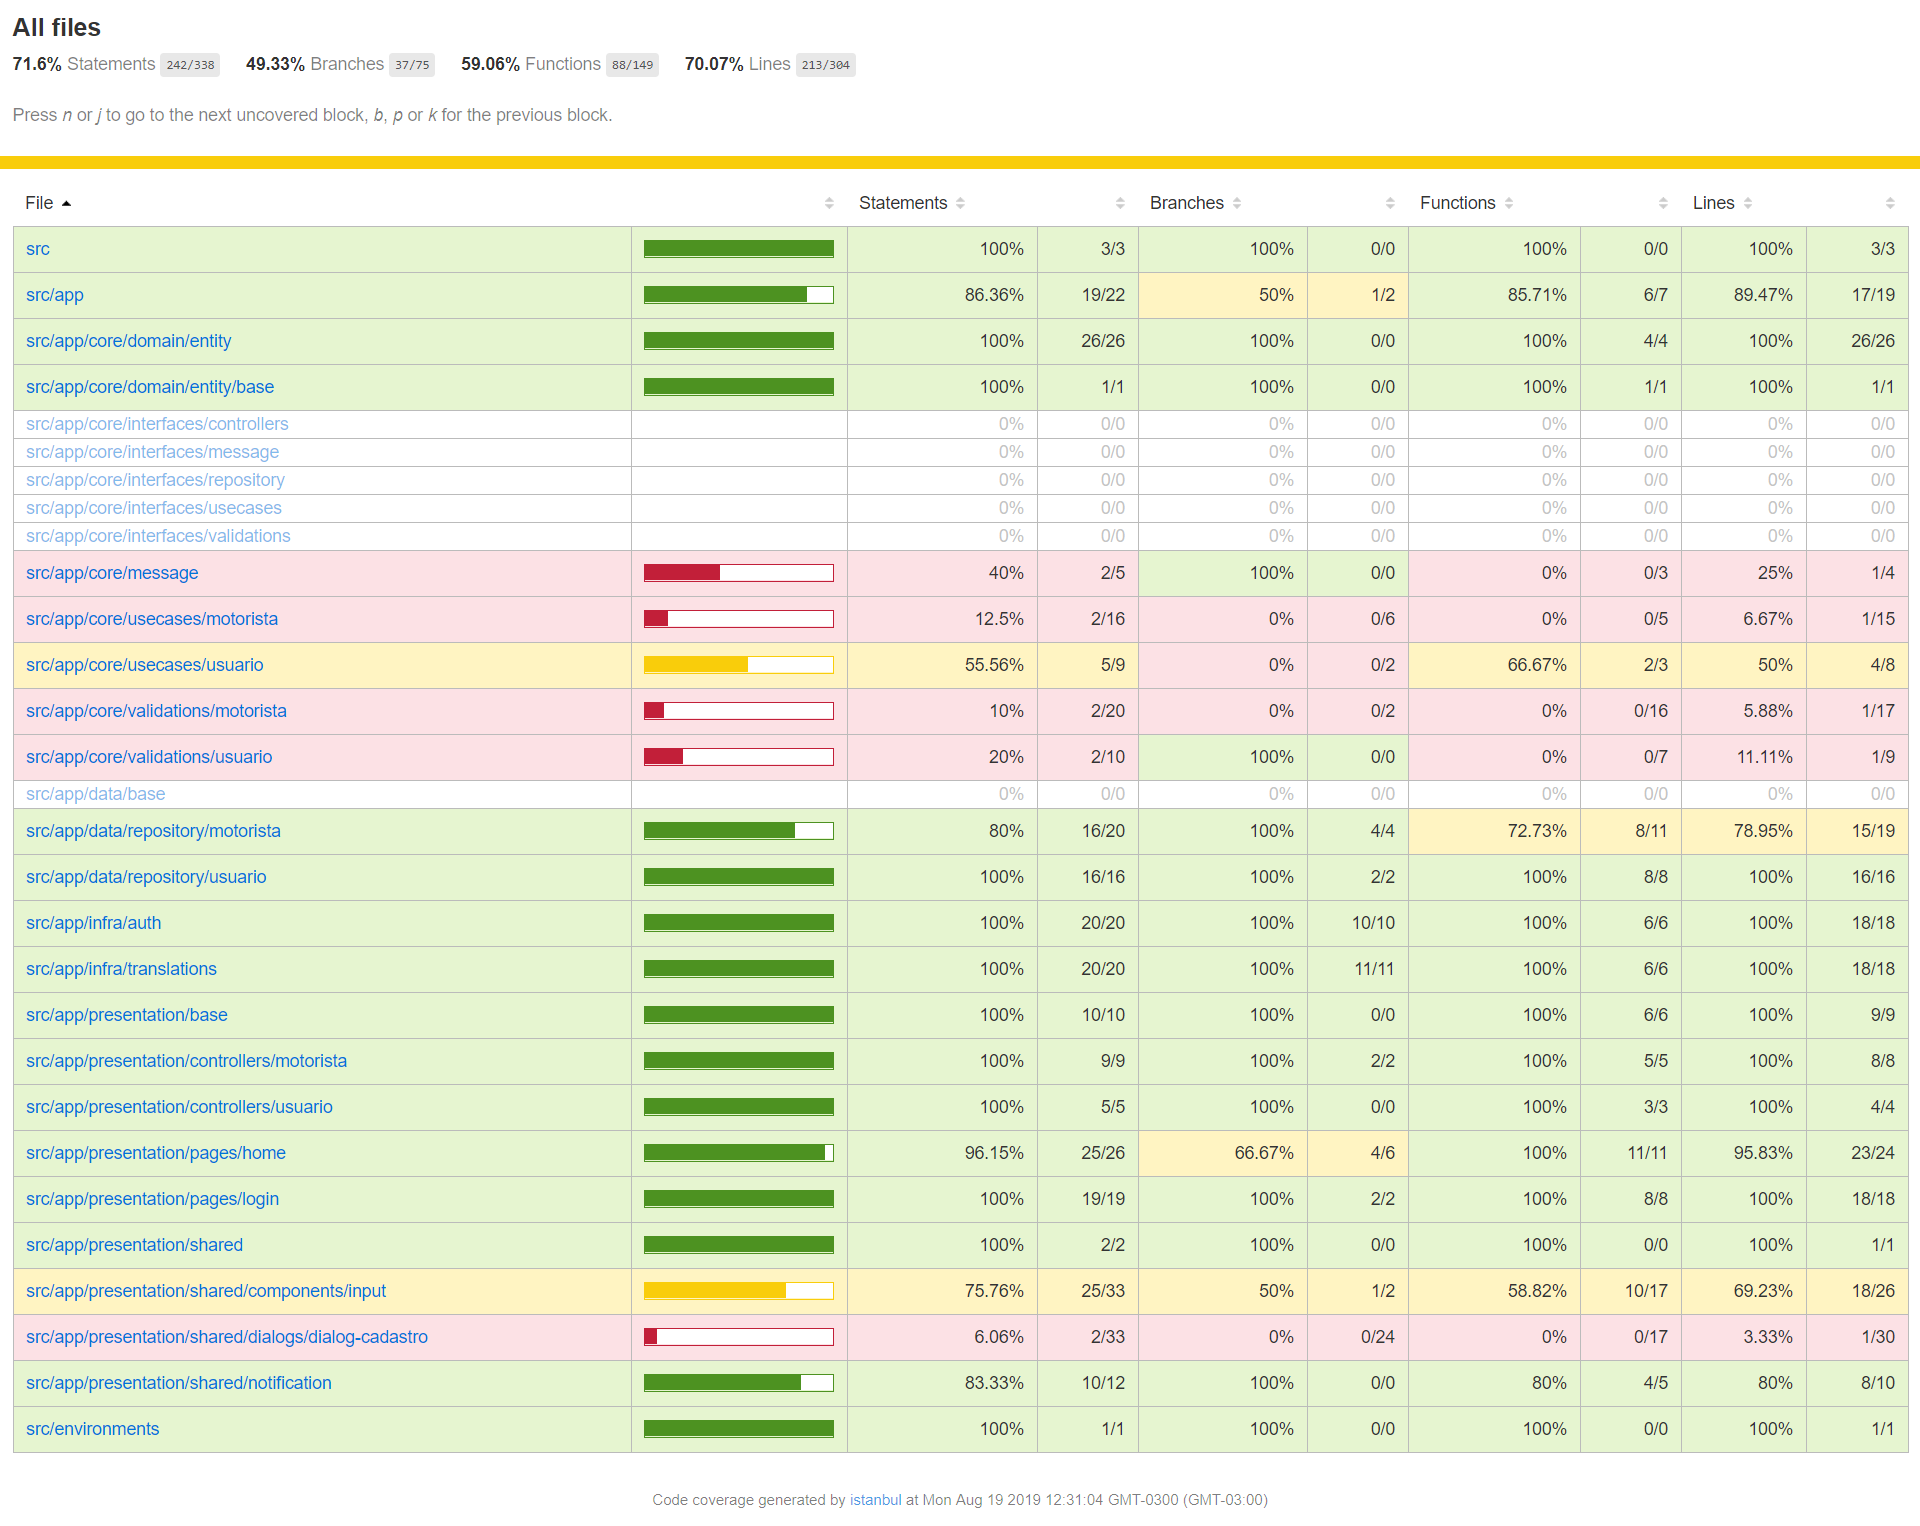 All files
71.6% Statements 242/338 49.33% Branches 37/75 59.06% Functions 88/149 70.07% Lines 213/304
Press n or j to go to the next uncovered block, b, p or k for the previous block.
File Statements Branches Functions Lines
src 100% 3/3 100% 0/0 100% 0/0 100% 3/3
src/app 86.36% 19/22 50% 1/2 85.71% 6/7 89.47% 17/19
src/app/core/domain/entity 100% 26/26 100% 0/0 100% 4/4 100% 26/26
src/app/core/domain/entity/base 100% 1/1 100% 0/0 100% 1/1 100% 1/1
src/app/core/interfaces/controllers 0% 0/0 0% 0/0 0% 0/0 0% 0/0
src/app/core/interfaces/message 0% 0/0 0% 0/0 0% 0/0 0% 0/0
src/app/core/interfaces/repository 0% 0/0 0% 0/0 0% 0/0 0% 0/0
src/app/core/interfaces/usecases 0% 0/0 0% 0/0 0% 0/0 0% 0/0
src/app/core/interfaces/validations 0% 0/0 0% 0/0 0% 0/0 0% 0/0
src/app/core/message 40% 2/5 100% 0/0 0% 0/3 25% 1/4
src/app/core/usecases/motorista 12.5% 2/16 0% 0/6 0% 0/5 6.67% 1/15
src/app/core/usecases/usuario 55.56% 5/9 0% 0/2 66.67% 2/3 50% 4/8
src/app/core/validations/motorista 10% 2/20 0% 0/2 0% 0/16 5.88% 1/17
src/app/core/validations/usuario 20% 2/10 100% 0/0 0% 0/7 11.11% 1/9
src/app/data/base 0% 0/0 0% 0/0 0% 0/0 0% 0/0
src/app/data/repository/motorista 80% 16/20 100% 4/4 72.73% 8/11 78.95% 15/19
src/app/data/repository/usuario 100% 16/16 100% 2/2 100% 8/8 100% 16/16
src/app/infra/auth 100% 20/20 100% 10/10 100% 6/6 100% 18/18
src/app/infra/translations 100% 20/20 100% 11/11 100% 6/6 100% 18/18
src/app/presentation/base 100% 10/10 100% 0/0 100% 6/6 100% 9/9
src/app/presentation/controllers/motorista 100% 9/9 100% 2/2 100% 5/5 100% 8/8
src/app/presentation/controllers/usuario 100% 5/5 100% 0/0 100% 3/3 100% 4/4
src/app/presentation/pages/home 96.15% 25/26 66.67% 4/6 100% 11/11 95.83% 23/24
src/app/presentation/pages/login 100% 19/19 100% 2/2 100% 8/8 100% 18/18
src/app/presentation/shared 100% 2/2 100% 0/0 100% 0/0 100% 1/1
src/app/presentation/shared/components/input 75.76% 25/33 50% 1/2 58.82% 10/17 69.23% 18/26
src/app/presentation/shared/dialogs/dialog-cadastro 6.06% 2/33 0% 0/24 0% 0/17 3.33% 1/30
src/app/presentation/shared/notification 83.33% 10/12 100% 0/0 80% 4/5 80% 8/10
src/environments 100% 1/1 100% 0/0 100% 0/0 100% 1/1
Code coverage generated by istanbul at Mon Aug 19 2019 12:31:04 GMT-0300 (GMT-03:00)